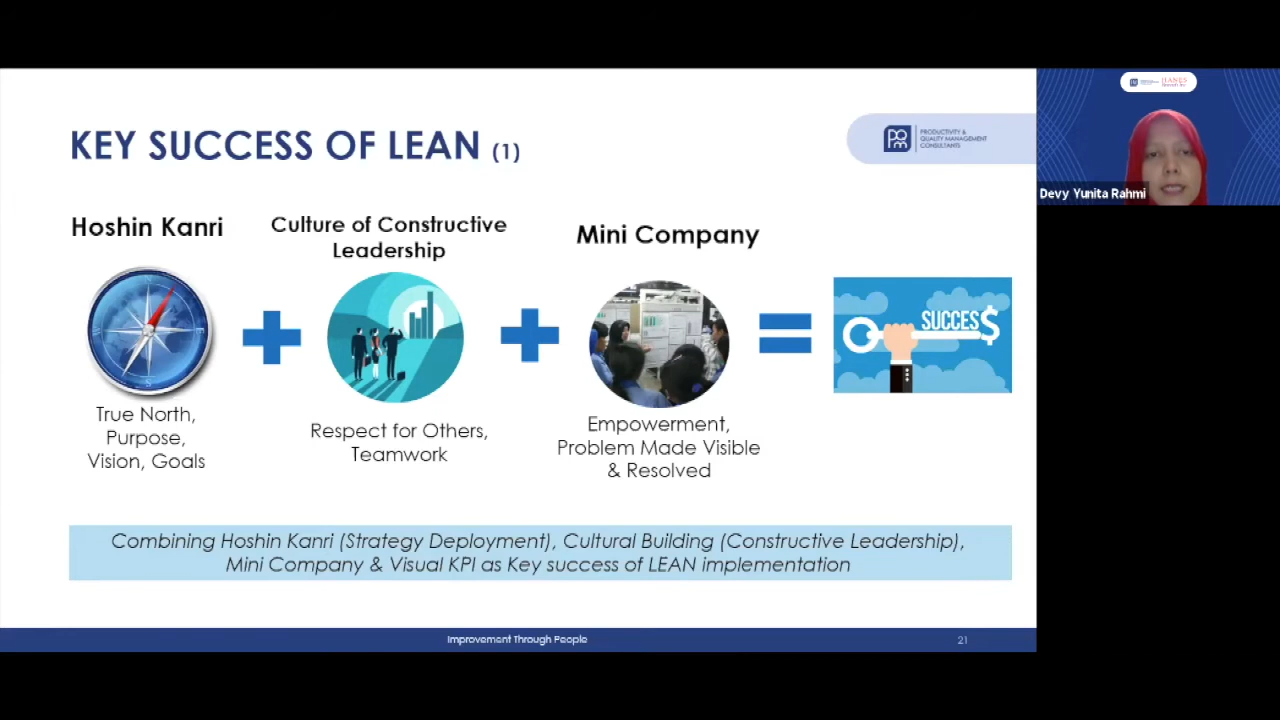 KEY SUCCESS OF LEAN (1)
PRODUCTIVITY &
QUALITY MANAGEMENT
CONSULTANTS
Devy Yunita Rahmi
Hoshin Kanri
Culture of Constructive
Leadership
Mini Company
SUCCES$
True North,
Purpose,
Vision, Goals
Respect for Others,
Teamwork
Empowerment,
Problem Made Visible
& Resolved
Combining Hoshin Kanri (Strategy Deployment), Cultural Building (Constructive Leadership),
Mini Company & Visual KPI as Key success of LEAN implementation
Improvement Through People
21